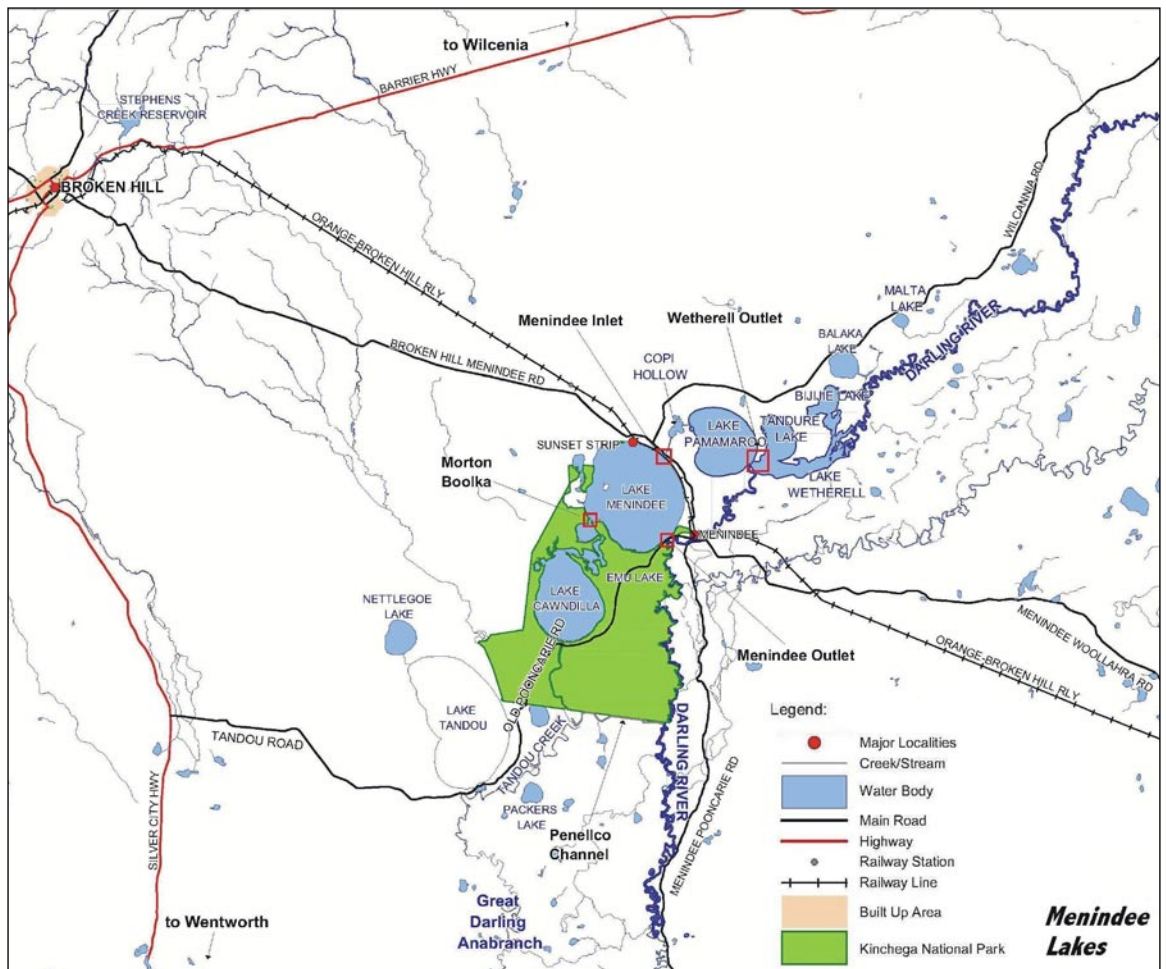 to Wilcenia
BARRIER HWY
STEPHENS
CREEK RESERVOIR
BROKEN HILL
ORANGE-BROKEN HILL RLY
WILCANNIA RD
MALTA
LAKE
Menindee Inlet
Wetherell Outlet
BALAKA
LAKE
DARLING RIVER
BROKEN HILL MENINDEE RD
COPI
HOLLOW
BIJIJIE LAKE
LAKE
PAMAMAROO
TANDURE
LAKE
SUNSET STRIP
Morton
Boolka
LAKE
MENINDEE
LAKE
WETHERELL
MENINDEE
EMU LAKE
LAKE
CAWNDILLA
NETTLEGOE
LAKE
MENINDEE WOOLLAHRA RD
Menindee Outlet
ORANGE-BROKEN HILL RLY
OLD POONCARIE RD
LAKE
TANDOU
TANDOU ROAD
TANDOU CREEK
DARLING RIVER
PACKERS
LAKE
Penellco
Channel
MENINDEE POONCARIE RD
SILVER CITY HWY
to Wentworth
Great
Darling
Anabranch
Legend:
Major Localities
Creek/Stream
Water Body
Main Road
Highway
Railway Station
Railway Line
Built Up Area
Kinchega National Park
Menindee
Lakes